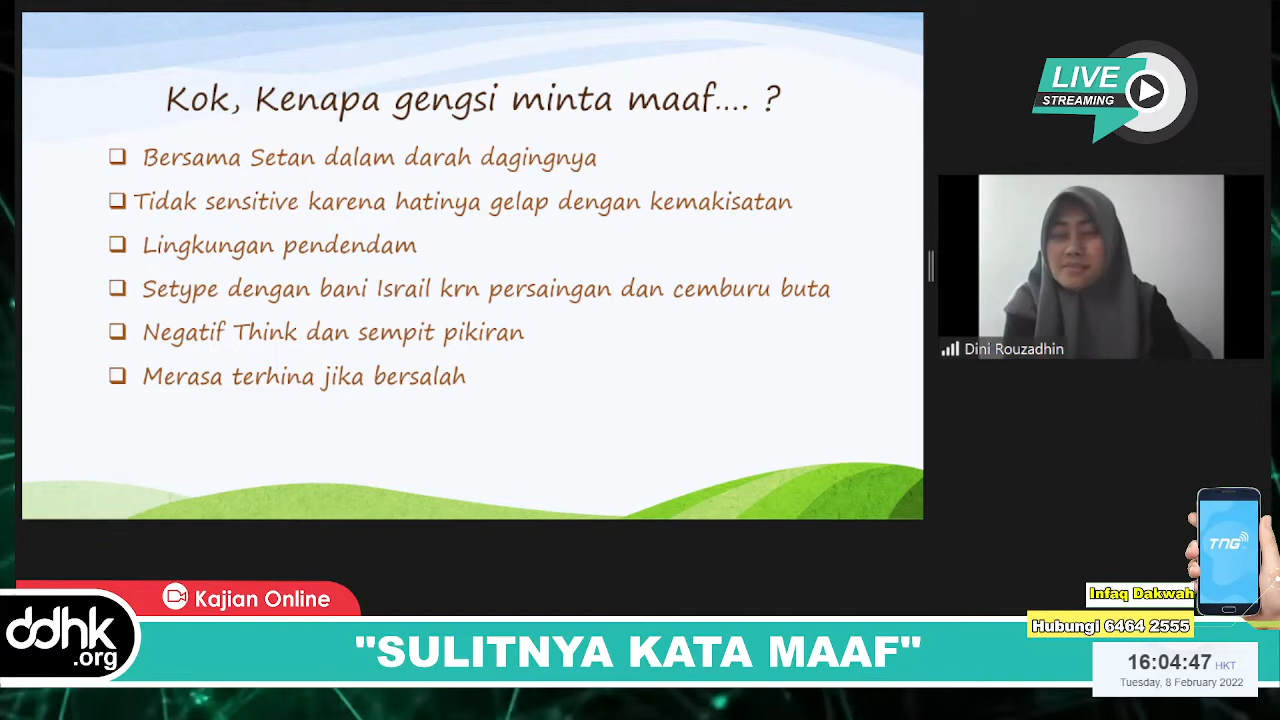 Kok, Kenapa gengsi minta maaf.... ?
Bersama Setan dalam darah dagingnya
Tidak sensitive karena hatinya gelap dengan kemakisatan
Lingkungan pendendam
Setype dengan bani Israil krn persaingan dan cemburu buta
Negatif Think dan sempit pikiran
Merasa terhina jika bersalah
LIVE
STREAMING
Dini Rouzadhin
TNG
Infaq Dakwah
Hubungi 6464 2555
Kajian Online
ddhk
.org
"SULITNYA KATA MAAF"
16:04:47 HKT
Tuesday, 8 February 2022